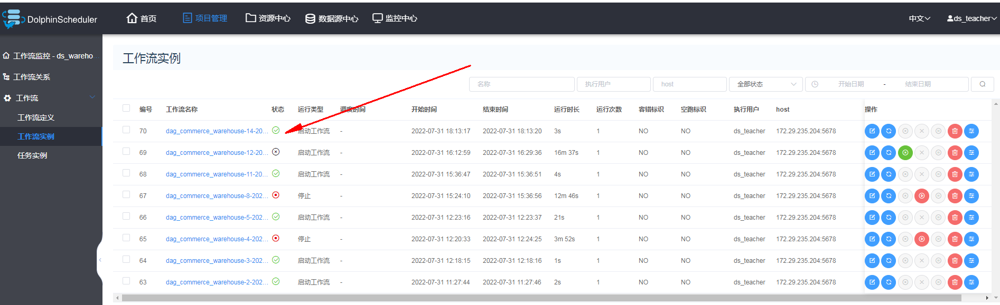 DolphinScheduler 首页 项目管理 资源中心 数据源中心 监控中心 中文 ds_teacher
工作流监控 - ds_wareho...
工作流关系
工作流
工作流定义
工作流实例
任务实例
工作流实例
名称 执行用户 host 全部状态 开始日期 - 结束日期
编号 工作流名称 状态 运行类型 调度时间 开始时间 结束时间 运行时长 运行次数 容错标识 空跑标识 执行用户 host 操作
70 dag_commerce_warehouse-14-20... 启动工作流 - 2022-07-31 18:13:17 2022-07-31 18:13:20 3s 1 NO NO ds_teacher 172.29.235.204:5678
69 dag_commerce_warehouse-12-20... 启动工作流 - 2022-07-31 16:12:59 2022-07-31 16:29:36 16m 37s 1 NO NO ds_teacher 172.29.235.204:5678
68 dag_commerce_warehouse-11-20... 启动工作流 - 2022-07-31 15:36:47 2022-07-31 15:36:51 4s 1 NO NO ds_teacher 172.29.235.204:5678
67 dag_commerce_warehouse-8-202... 停止 - 2022-07-31 15:24:10 2022-07-31 15:36:56 12m 46s 1 NO NO ds_teacher 172.29.235.204:5678
66 dag_commerce_warehouse-5-202... 启动工作流 - 2022-07-31 12:23:16 2022-07-31 12:23:37 21s 1 NO NO ds_teacher 172.29.235.204:5678
65 dag_commerce_warehouse-4-202... 停止 - 2022-07-31 12:20:33 2022-07-31 12:24:25 3m 52s 1 NO NO ds_teacher 172.29.235.204:5678
64 dag_commerce_warehouse-3-202... 启动工作流 - 2022-07-31 12:18:15 2022-07-31 12:18:16 1s 1 NO NO ds_teacher 172.29.235.204:5678
63 dag_commerce_warehouse-2-202... 启动工作流 - 2022-07-31 11:27:44 2022-07-31 11:27:46 2s 1 NO NO ds_teacher 172.29.235.204:5678